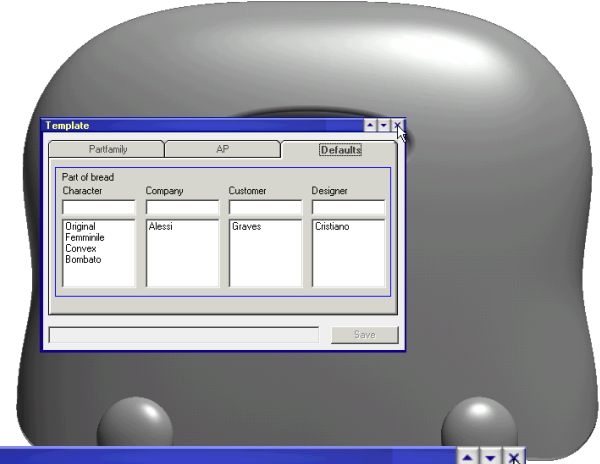 Template
Partfamily AP Defaults
Part of bread
Character Company Customer Designer
Original Alessi Graves Cristiano
Femminile
Convex
Bombato
Save